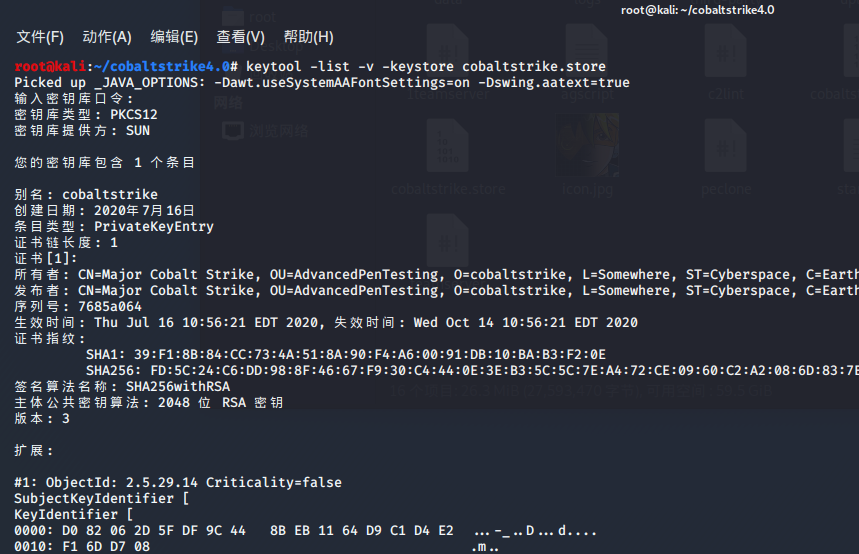 root@kali: ~/cobaltstrike4.0
文件(F) 动作(A) 编辑(E) 查看(V) 帮助(H)
root@kali:~/cobaltstrike4.0# keytool -list -v -keystore cobaltstrike.store
Picked up _JAVA_OPTIONS: -Dawt.useSystemAAFontSettings=on -Dswing.aatext=true
输入密钥库口令:
密钥库类型: PKCS12
密钥库提供方: SUN
您的密钥库包含 1 个条目
别名: cobaltstrike
创建日期: 2020年7月16日
条目类型: PrivateKeyEntry
证书链长度: 1
证书[1]:
所有者: CN=Major Cobalt Strike, OU=AdvancedPenTesting, O=cobaltstrike, L=Somewhere, ST=Cyberspace, C=Earth
发布者: CN=Major Cobalt Strike, OU=AdvancedPenTesting, O=cobaltstrike, L=Somewhere, ST=Cyberspace, C=Earth
序列号: 7685a064
生效时间: Thu Jul 16 10:56:21 EDT 2020, 失效时间: Wed Oct 14 10:56:21 EDT 2020
证书指纹:
SHA1: 39:F1:8B:84:CC:73:4A:51:8A:90:F4:A6:00:91:DB:10:BA:B3:F2:0E
SHA256: FD:5C:24:C6:DD:98:8F:46:67:F9:30:C4:44:0E:3E:B3:5C:5C:7E:A4:72:CE:09:60:C2:A2:08:6D:83:7E
签名算法名称: SHA256withRSA
主体公共密钥算法: 2048 位 RSA 密钥
版本: 3
扩展:
#1: ObjectId: 2.5.29.14 Criticality=false
SubjectKeyIdentifier [
KeyIdentifier [
0000: D0 82 06 2D 5F DF 9C 44 8B EB 11 64 D9 C1 D4 E2 ...-_..D...d....
0010: F1 6D D7 08 .m..
root
网络
浏览网络
c2lint
cobaltstrike.store
icon.jpg
peclone